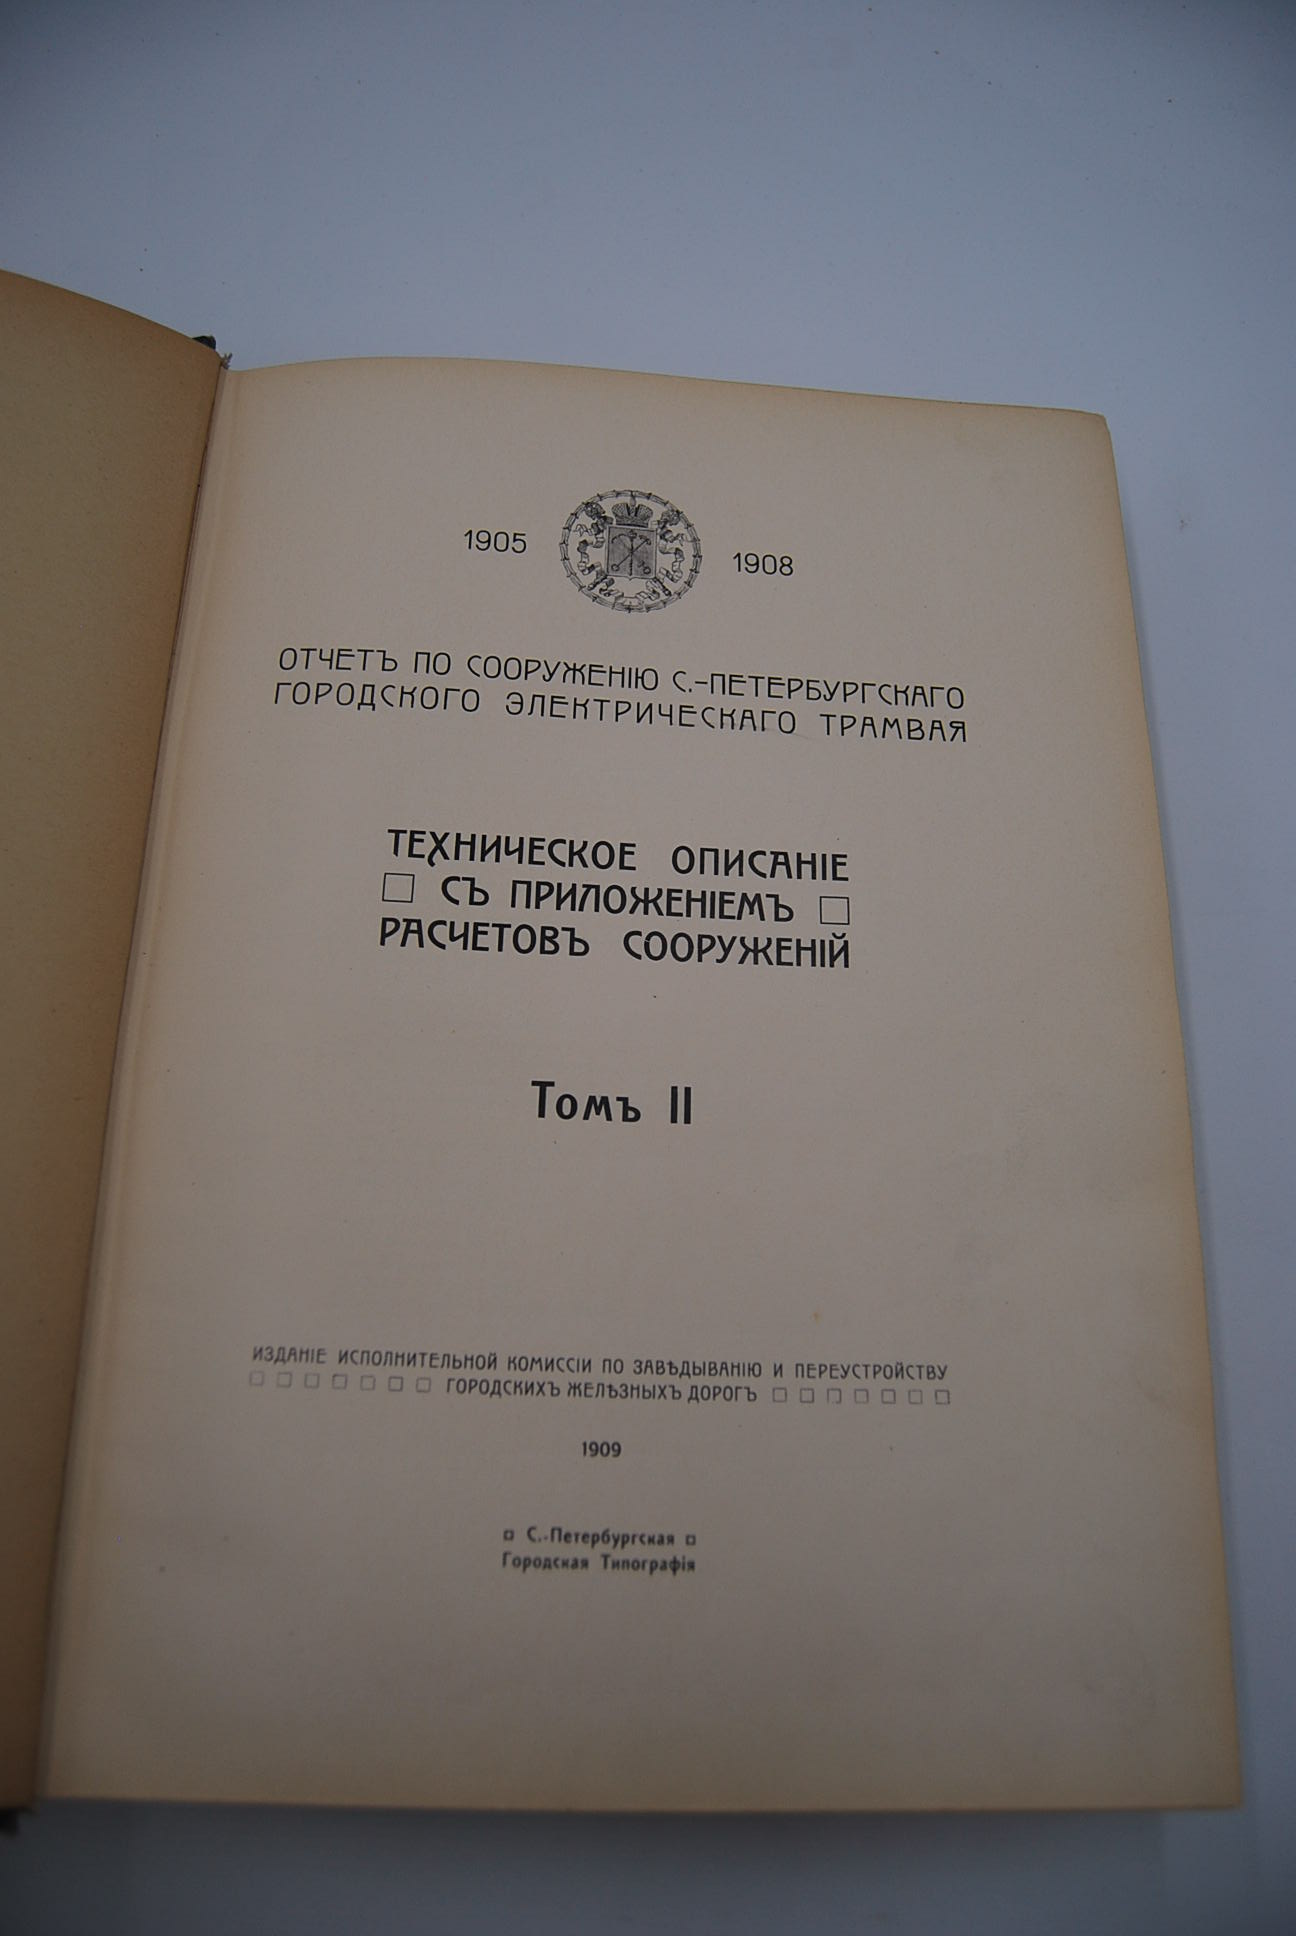 1905 1908
ОТЧЕТЪ ПО СООРУЖЕНІЮ С.-ПЕТЕРБУРГСКАГО
ГОРОДСКОГО ЭЛЕКТРИЧЕСКАГО ТРАМВАЯ
ТЕХНИЧЕСКОЕ ОПИСАНІЕ
СЪ ПРИЛОЖЕНІЕМЪ
РАСЧЕТОВЪ СООРУЖЕНІЙ
Томъ II
ИЗДАНІЕ ИСПОЛНИТЕЛЬНОЙ КОМИССІИ ПО ЗАВѢДЫВАНІЮ И ПЕРЕУСТРОЙСТВУ
ГОРОДСКИХЪ ЖЕЛѢЗНЫХЪ ДОРОГЪ
1909
С.-Петербургская
Городская Типографія